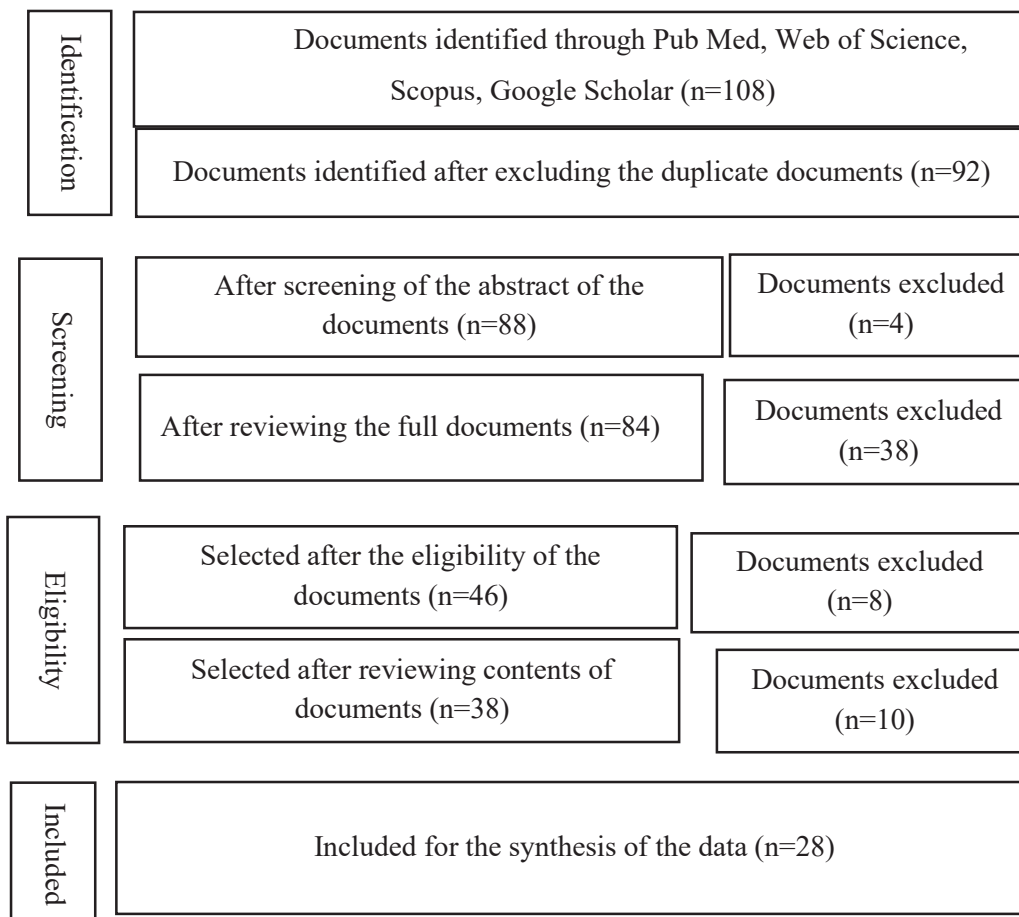 Identification
Documents identified through Pub Med, Web of Science,
Scopus, Google Scholar (n=108)
Documents identified after excluding the duplicate documents (n=92)
Screening
After screening of the abstract of the
documents (n=88)
Documents excluded
(n=4)
After reviewing the full documents (n=84)
Documents excluded
(n=38)
Eligibility
Selected after the eligibility of the
documents (n=46)
Documents excluded
(n=8)
Selected after reviewing contents of
documents (n=38)
Documents excluded
(n=10)
Included
Included for the synthesis of the data (n=28)